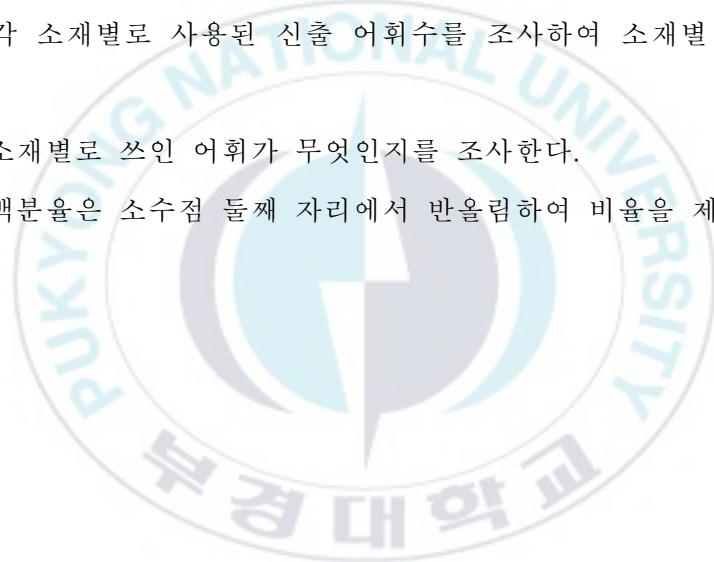 각 소재별로 사용된 신출 어휘수를 조사하여 소재별
소재별로 쓰인 어휘가 무엇인지를 조사한다.
백분율은 소수점 둘째 자리에서 반올림하여 비율을 제
PUKYONG NATIONAL UNIVERSITY
부경대학교